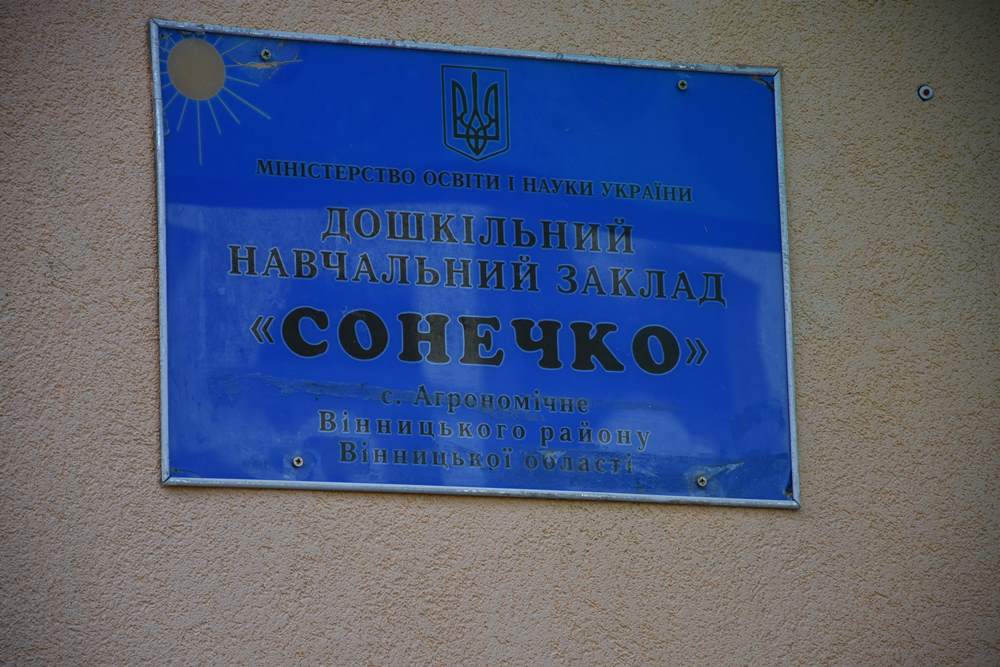 МІНІСТЕРСТВО ОСВІТИ І НАУКИ УКРАЇНИ
ДОШКІЛЬНИЙ
НАВЧАЛЬНИЙ ЗАКЛАД
«СОНЕЧКО»
с. Агрономічне
Вінницького району
Вінницької області